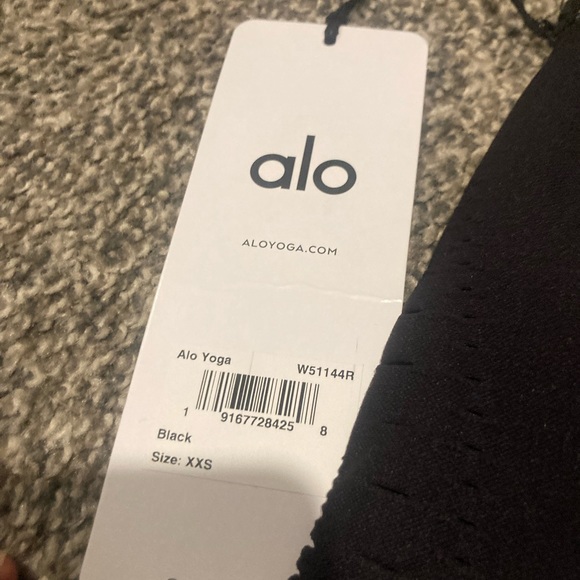 alo
ALOYOGA.COM
Alo Yoga W51144R
1 9167728425 8
Black
Size: XXS